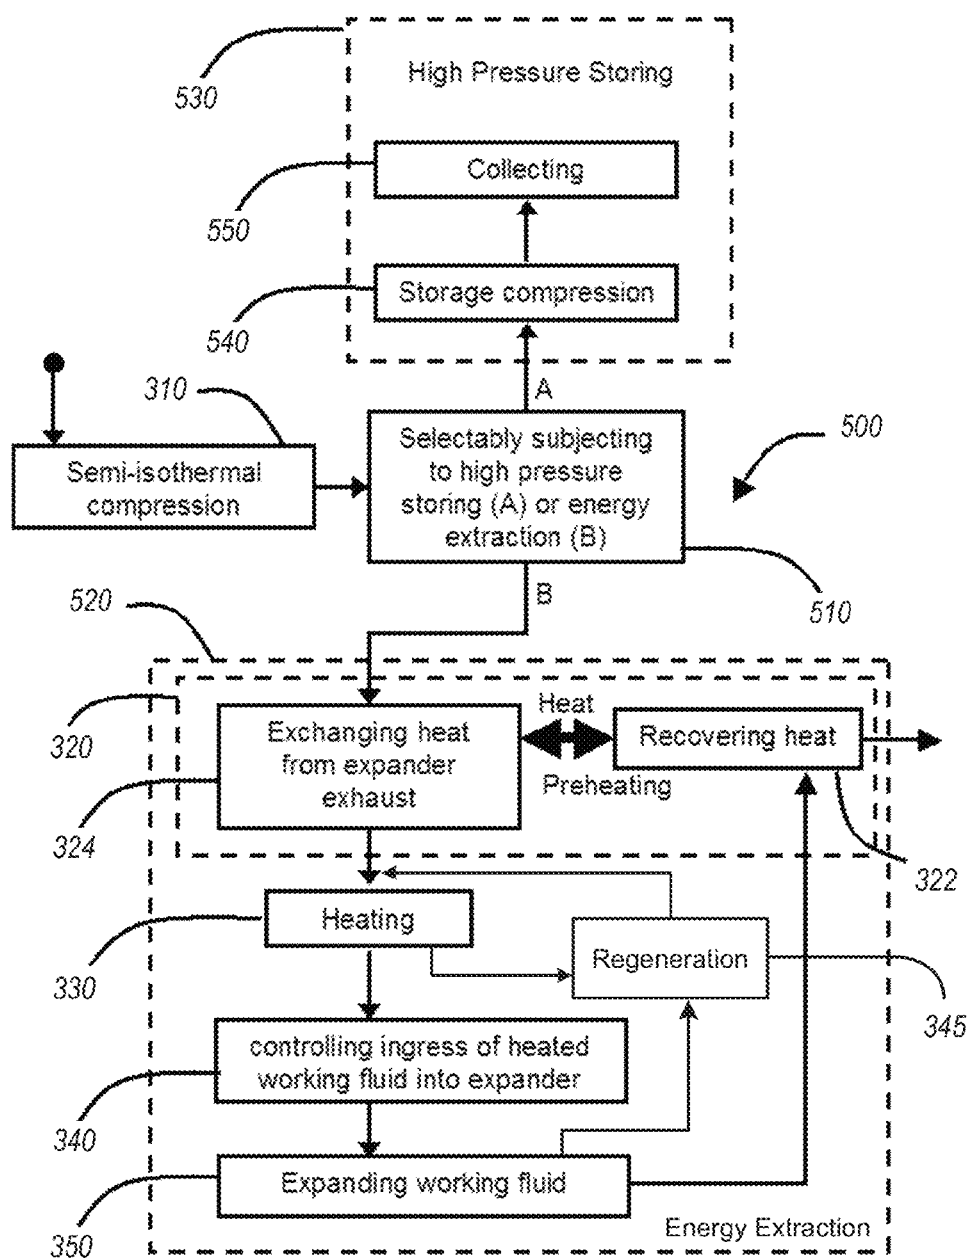 High Pressure Storing
530
Collecting
550
Storage compression
540
A
310
Semi-isothermal
compression
Selectably subjecting
to high pressure
storing (A) or energy
extraction (B)
500
B
510
520
320
Exchanging heat
from expander
exhaust
Heat
Preheating
Recovering heat
324
322
Heating
330
Regeneration
345
controlling ingress of heated
working fluid into expander
340
Expanding working fluid
350
Energy Extraction